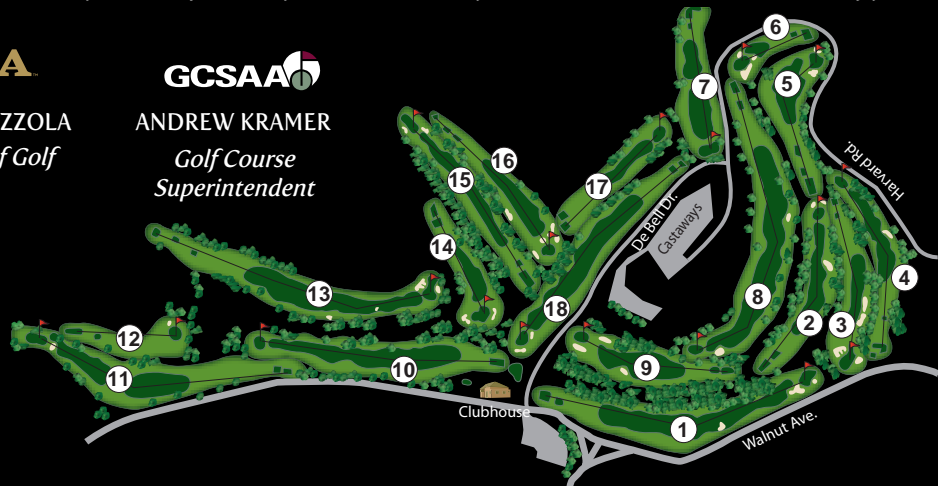 A
ZZOLA
f Golf
GCSAA
ANDREW KRAMER
Golf Course
Superintendent
6
7
5
16
15
17
Harvard Rd.
De Bell Dr.
Castaways
14
4
13
18
8
12
2
3
11
10
9
Clubhouse
1
Walnut Ave.